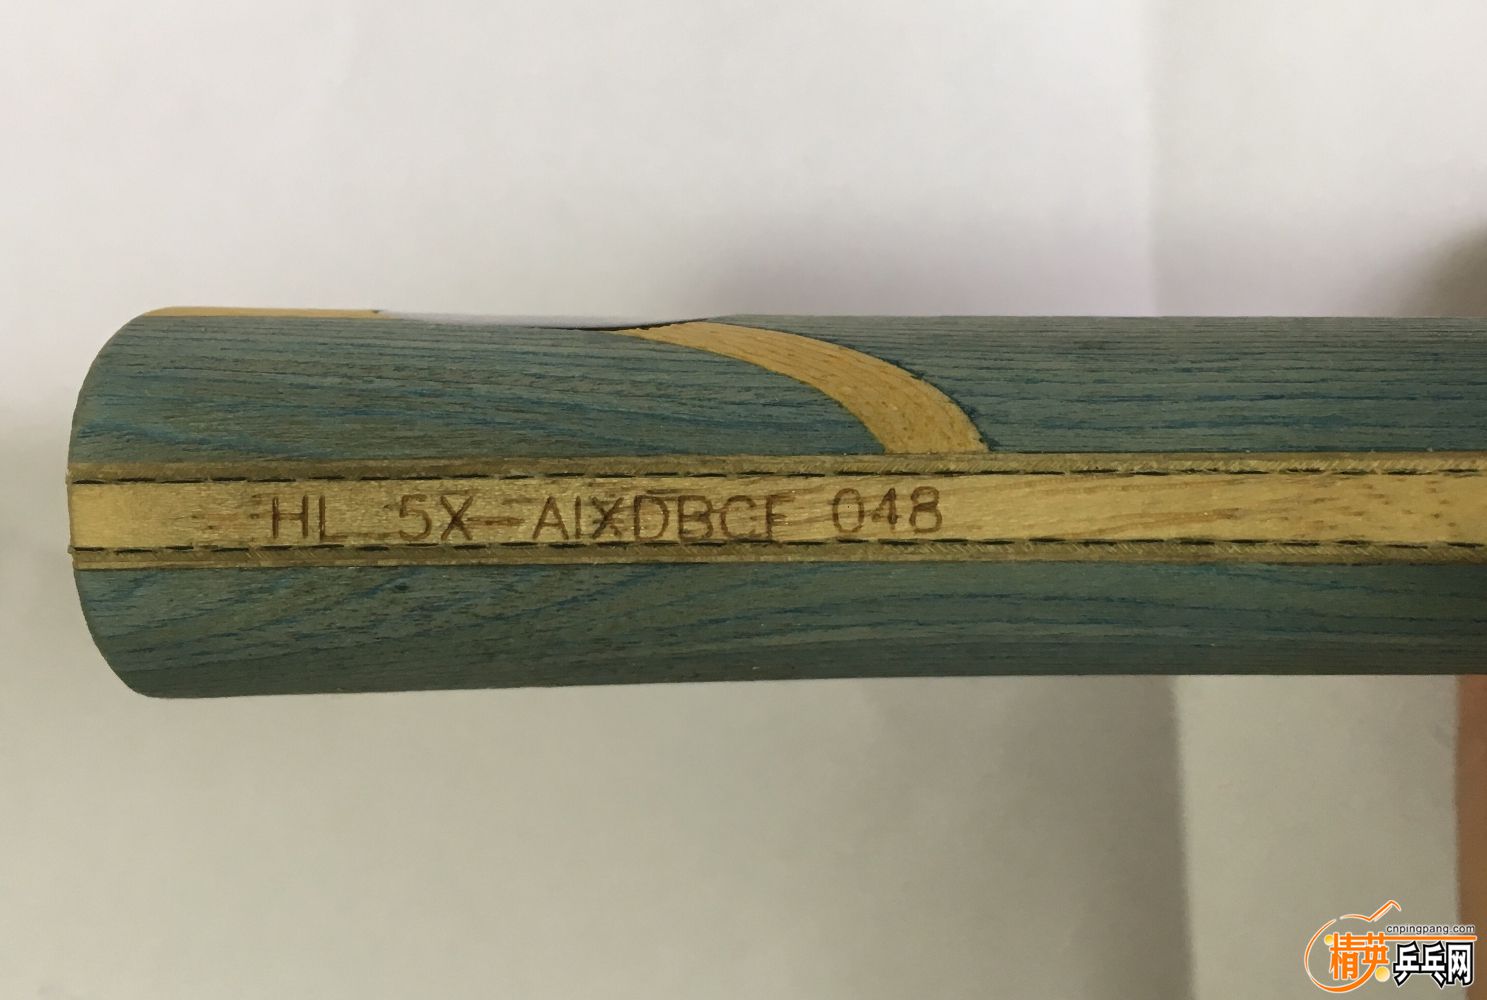 HL .5X-AIXDBCF 048
cnpingpang.com
精英乒乓网